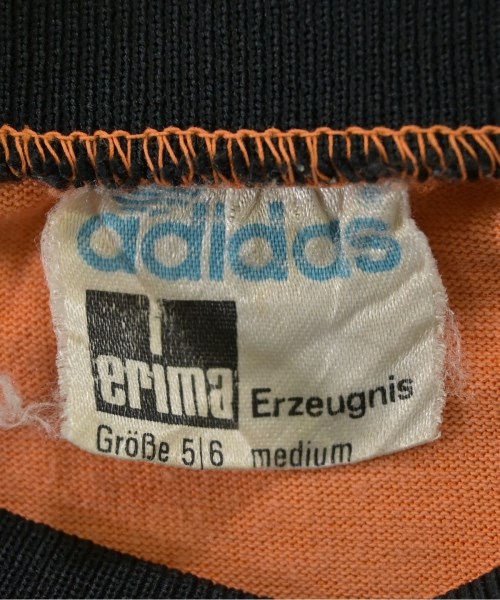 adidas
erima Erzeugnis
Größe 5|6 medium